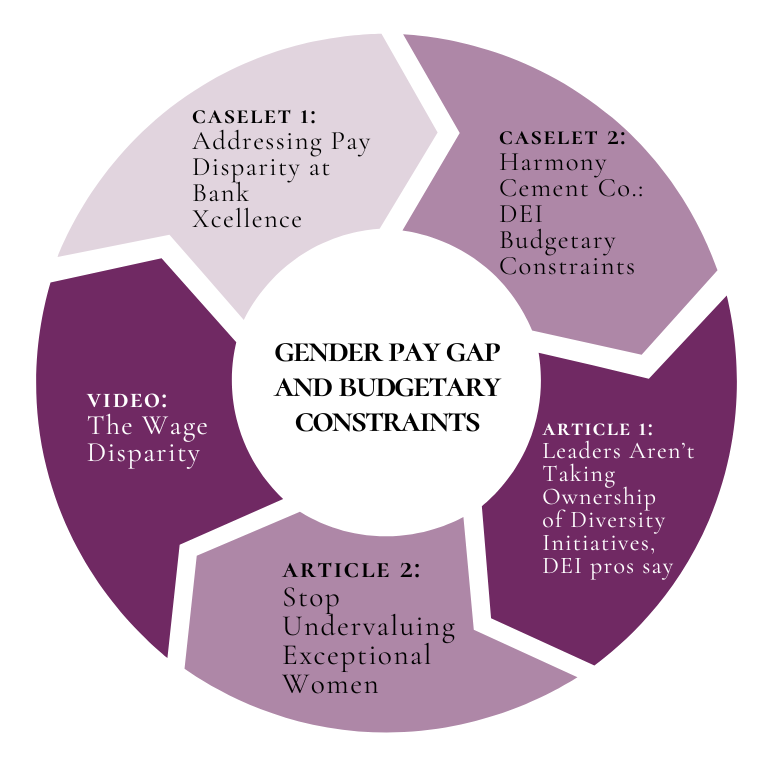 CASELET 1:
Addressing Pay
Disparity at
Bank
Xcellence
CASELET 2:
Harmony
Cement Co.:
DEI
Budgetary
Constraints
GENDER PAY GAP
AND BUDGETARY
CONSTRAINTS
ARTICLE 1:
Leaders Aren’t
Taking
Ownership
of Diversity
Initiatives,
DEI pros say
ARTICLE 2:
Stop
Undervaluing
Exceptional
Women
VIDEO:
The Wage
Disparity